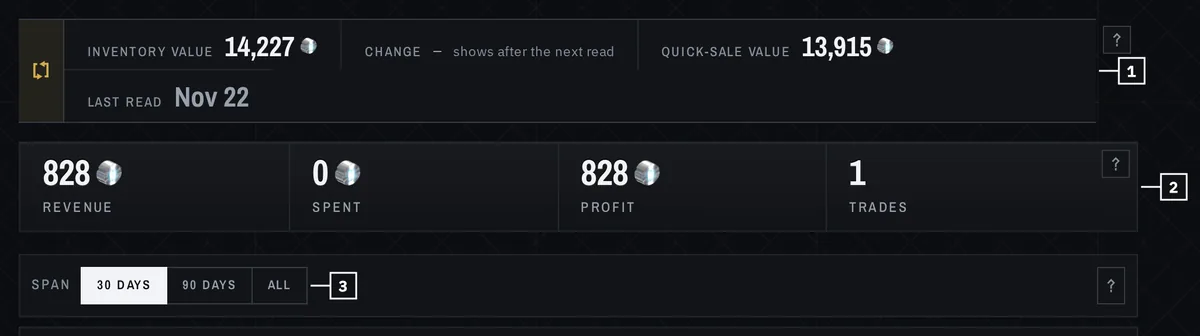 INVENTORY VALUE 14,227 CHANGE – shows after the next read QUICK-SALE VALUE 13,915 ?
1
LAST READ Nov 22
828 0 828 1 ?
REVENUE SPENT PROFIT TRADES
2
SPAN 30 DAYS 90 DAYS ALL 3 ?